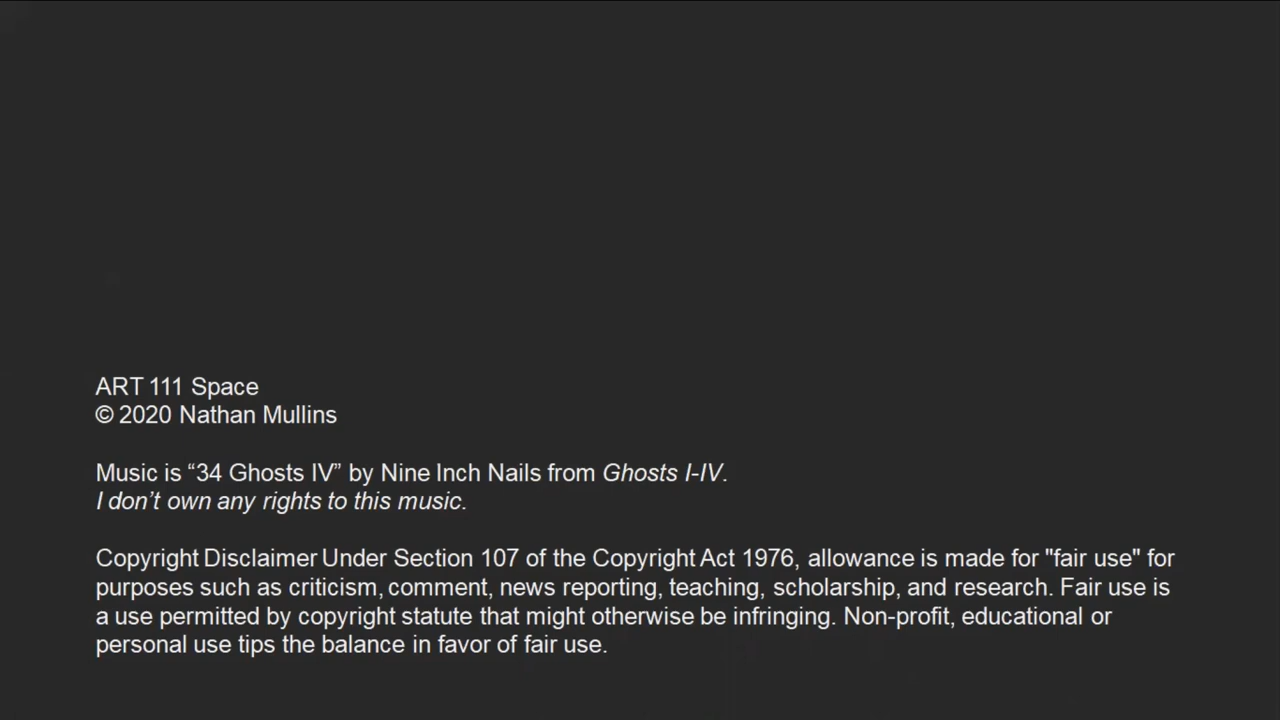 ART 111 Space
© 2020 Nathan Mullins
Music is “34 Ghosts IV” by Nine Inch Nails from Ghosts I-IV.
I don’t own any rights to this music.
Copyright Disclaimer Under Section 107 of the Copyright Act 1976, allowance is made for "fair use" for
purposes such as criticism, comment, news reporting, teaching, scholarship, and research. Fair use is
a use permitted by copyright statute that might otherwise be infringing. Non-profit, educational or
personal use tips the balance in favor of fair use.